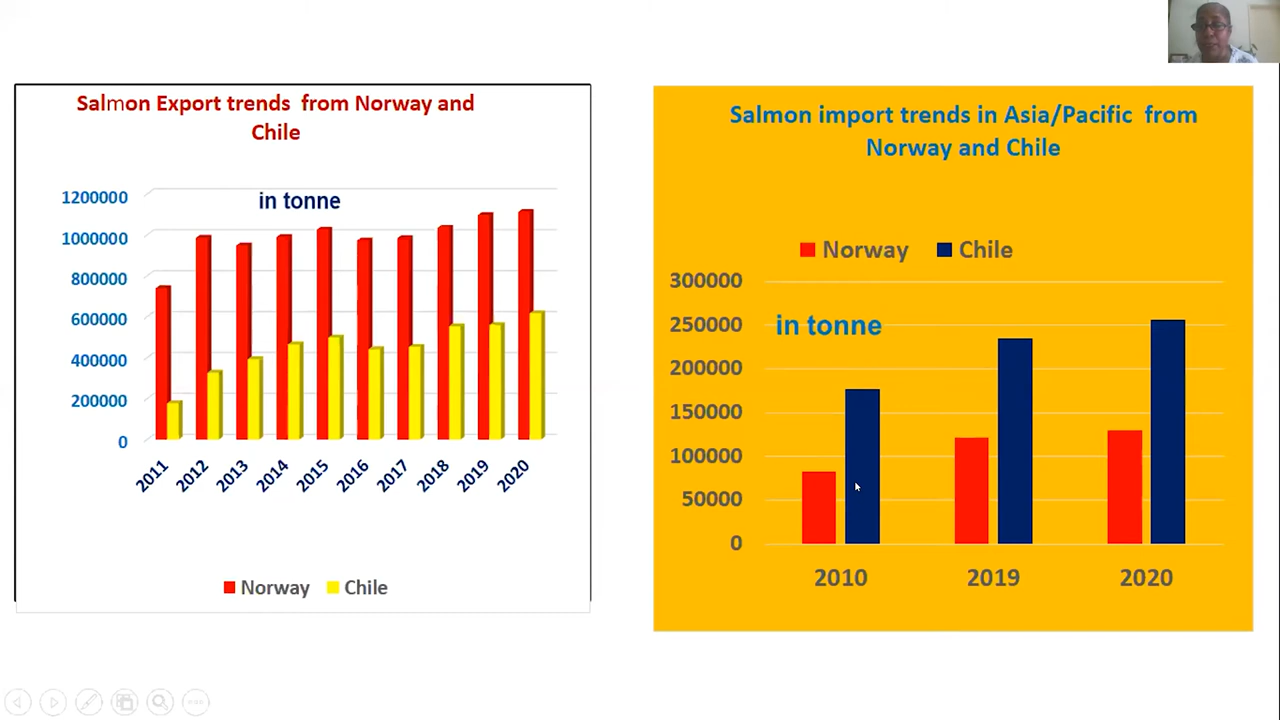 Salmon Export trends from Norway and
Chile
in tonne
1200000
1000000
800000
600000
400000
200000
0
2011
2012
2013
2014
2015
2016
2017
2018
2019
2020
Norway
Chile
Salmon import trends in Asia/Pacific from
Norway and Chile
Norway
Chile
in tonne
300000
250000
200000
150000
100000
50000
0
2010
2019
2020